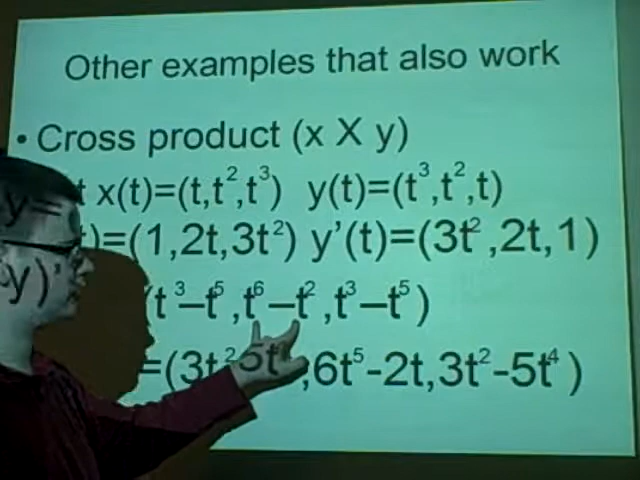 Other examples that also work
• Cross product (x X y)
t x(t)=(t,t²,t³) y(t)=(t³,t²,t)
)=(1,2t,3t²) y'(t)=(3t²,2t,1)
(t³–t⁵,t⁶–t²,t³–t⁵)
=(3t²5t ,6t⁵-2t,3t²-5t⁴)
y=
y)'